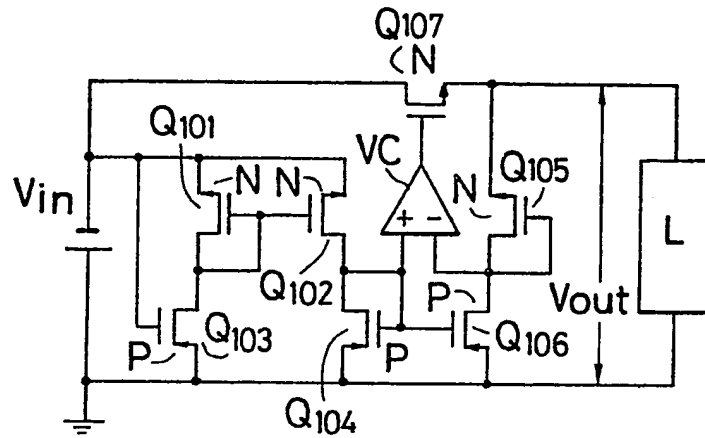 Q107
N
Q101
VC
Q105
N N
N
Vin
+ -
L
Q102
P
Vout
Q103
Q106
P
P
Q104